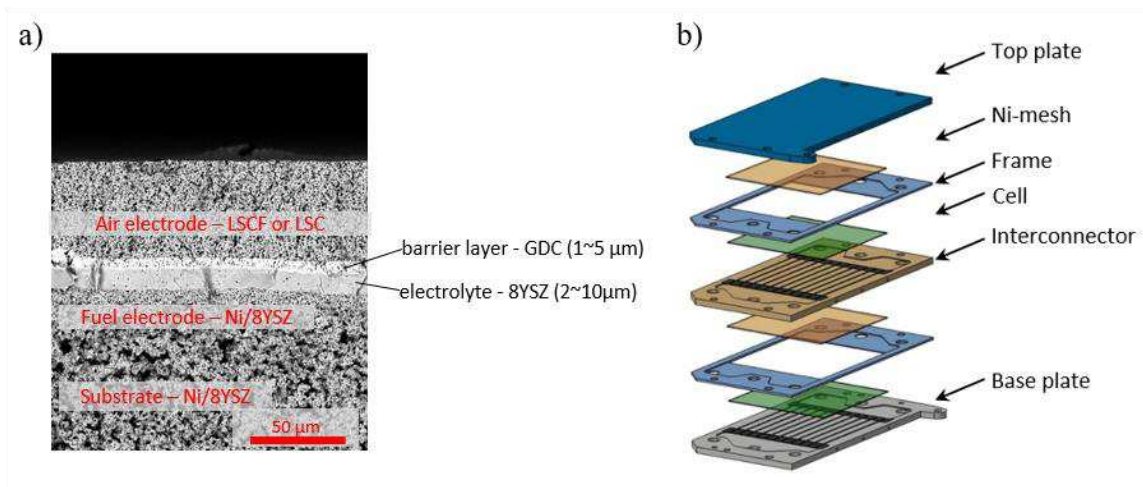 a)
Air electrode – LSCF or LSC
barrier layer - GDC (1~5 μm)
electrolyte - 8YSZ (2~10μm)
Fuel electrode – Ni/8YSZ
Substrate – Ni/8YSZ
50 μm
b)
Top plate
Ni-mesh
Frame
Cell
Interconnector
Base plate